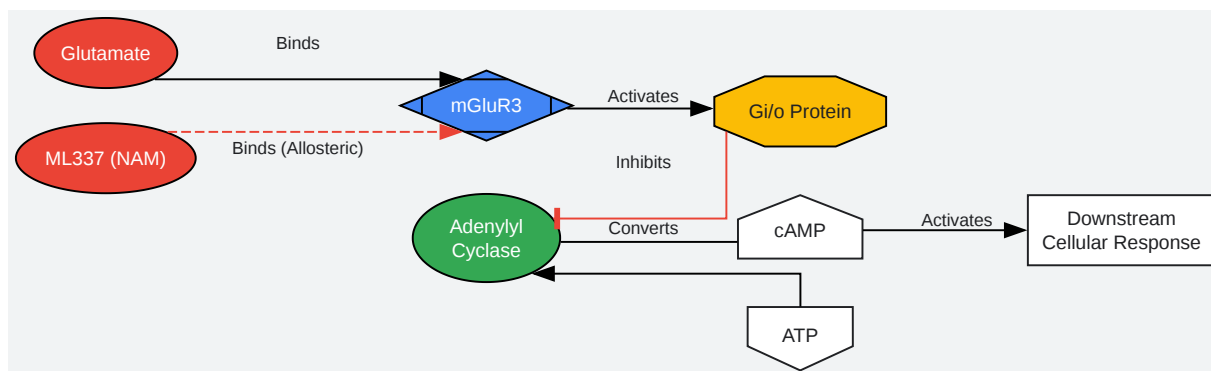 Glutamate
Binds
mGluR3
Activates
Gi/o Protein
ML337 (NAM)
Binds (Allosteric)
Inhibits
Adenylyl
Cyclase
Converts
cAMP
Activates
Downstream
Cellular Response
ATP